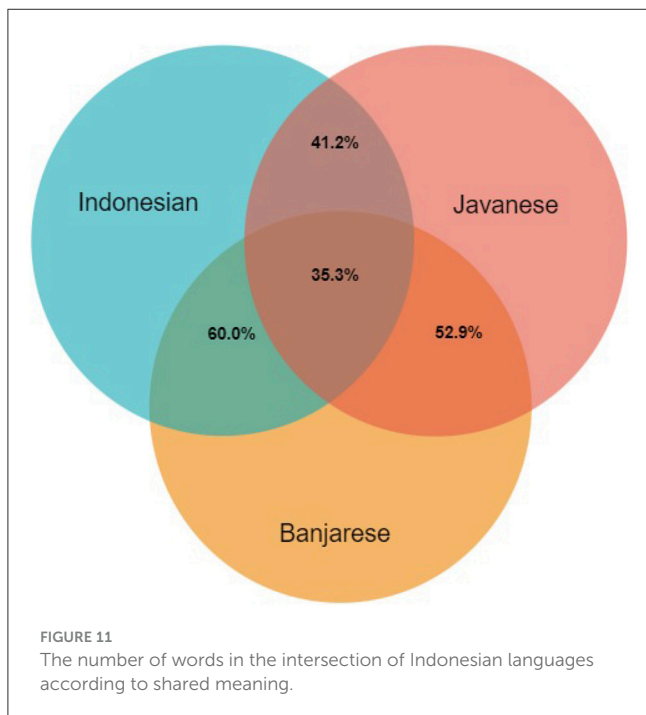 41.2%
Indonesian
Javanese
35.3%
60.0%
52.9%
Banjarese
FIGURE 11
The number of words in the intersection of Indonesian languages
according to shared meaning.